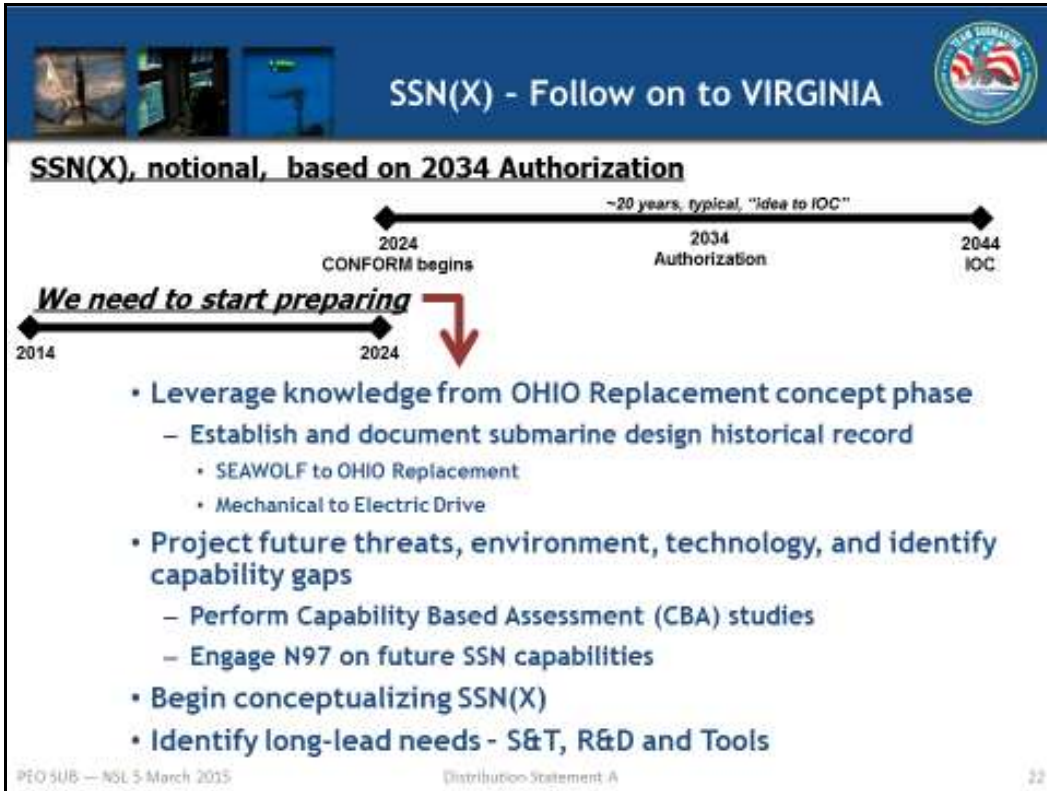 TEAM SUBMARINE
SSN(X) - Follow on to VIRGINIA
SSN(X), notional, based on 2034 Authorization
~20 years, typical, "idea to IOC"
2024
CONFORM begins
2034
Authorization
2044
IOC
We need to start preparing
2014
2024
• Leverage knowledge from OHIO Replacement concept phase
– Establish and document submarine design historical record
• SEAWOLF to OHIO Replacement
• Mechanical to Electric Drive
• Project future threats, environment, technology, and identify
capability gaps
– Perform Capability Based Assessment (CBA) studies
– Engage N97 on future SSN capabilities
• Begin conceptualizing SSN(X)
• Identify long-lead needs - S&T, R&D and Tools
PEO SUB — NSL 5 March 2015
Distribution Statement A
22